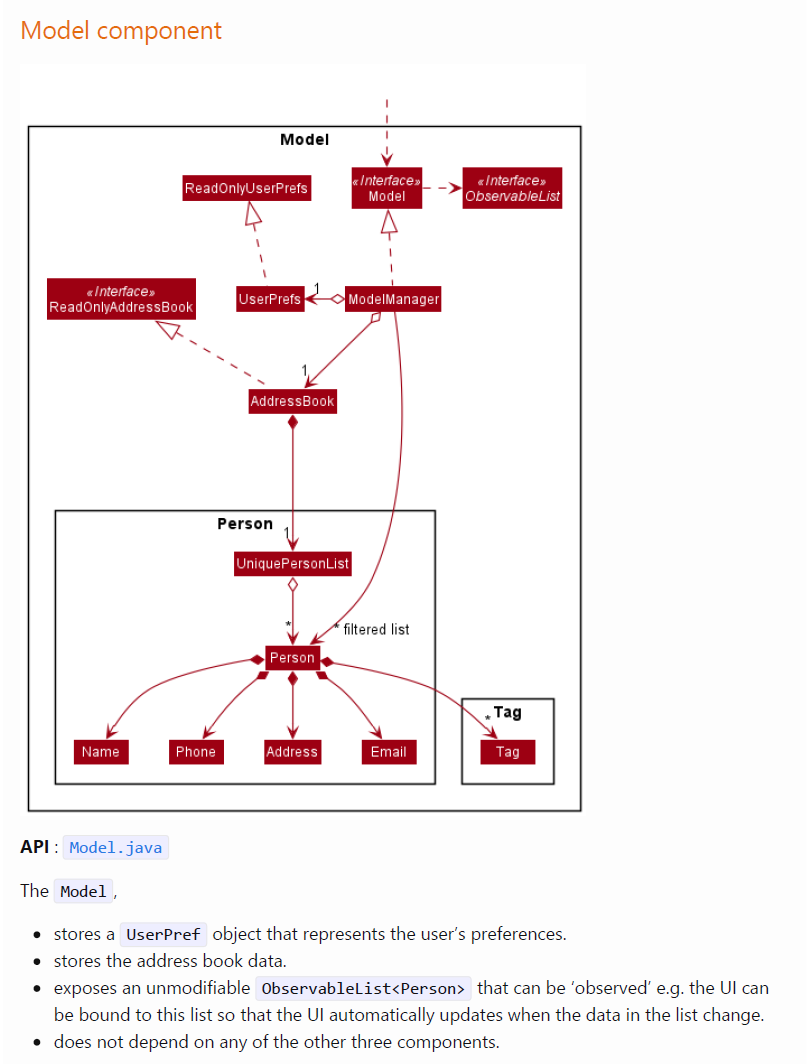 Model component
Model
ReadOnlyUserPrefs
«Interface»
Model
«Interface»
ObservableList
«Interface»
ReadOnlyAddressBook
UserPrefs
1
ModelManager
1
AddressBook
Person
1
UniquePersonList
*
* filtered list
Person
Tag
*
Name
Phone
Address
Email
Tag
API : Model.java
The Model,
stores a UserPref object that represents the user’s preferences.
stores the address book data.
exposes an unmodifiable ObservableList<Person> that can be ‘observed’ e.g. the UI can
be bound to this list so that the UI automatically updates when the data in the list change.
does not depend on any of the other three components.